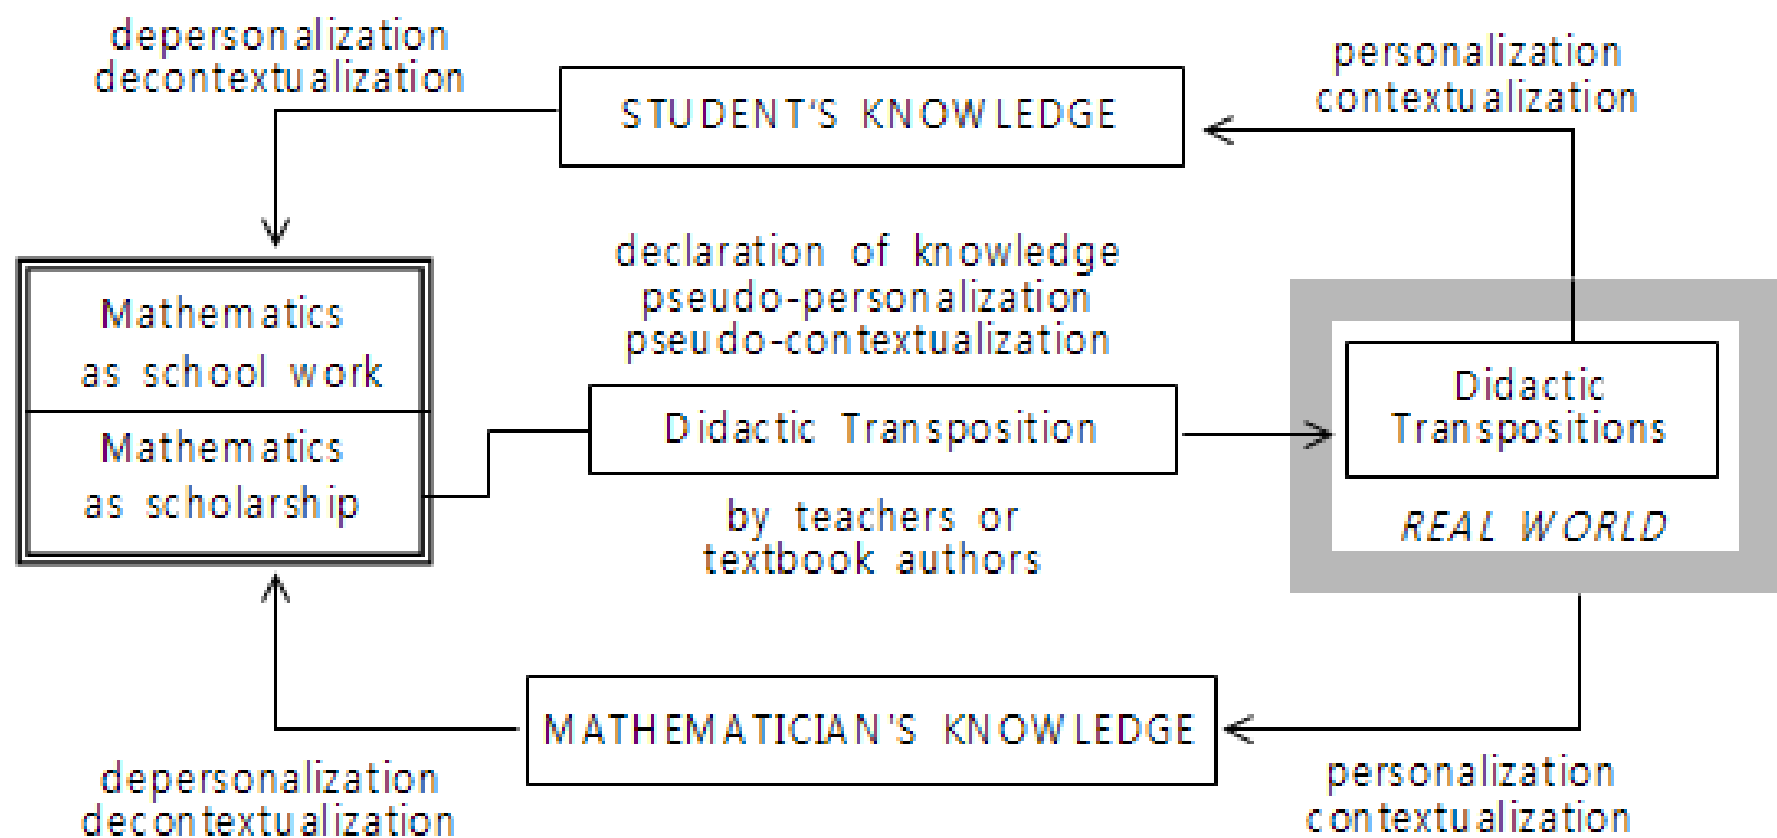 depersonalization
decontextualization
STUDENT'S KNOWLEDGE
personalization
contextualization
declaration of knowledge
pseudo-personalization
pseudo-contextualization
Mathematics
as school work
Mathematics
as scholarship
Didactic Transposition
by teachers or
textbook authors
Didactic
Transpositions
REAL WORLD
MATHEMATICIAN'S KNOWLEDGE
depersonalization
decontextualization
personalization
contextualization